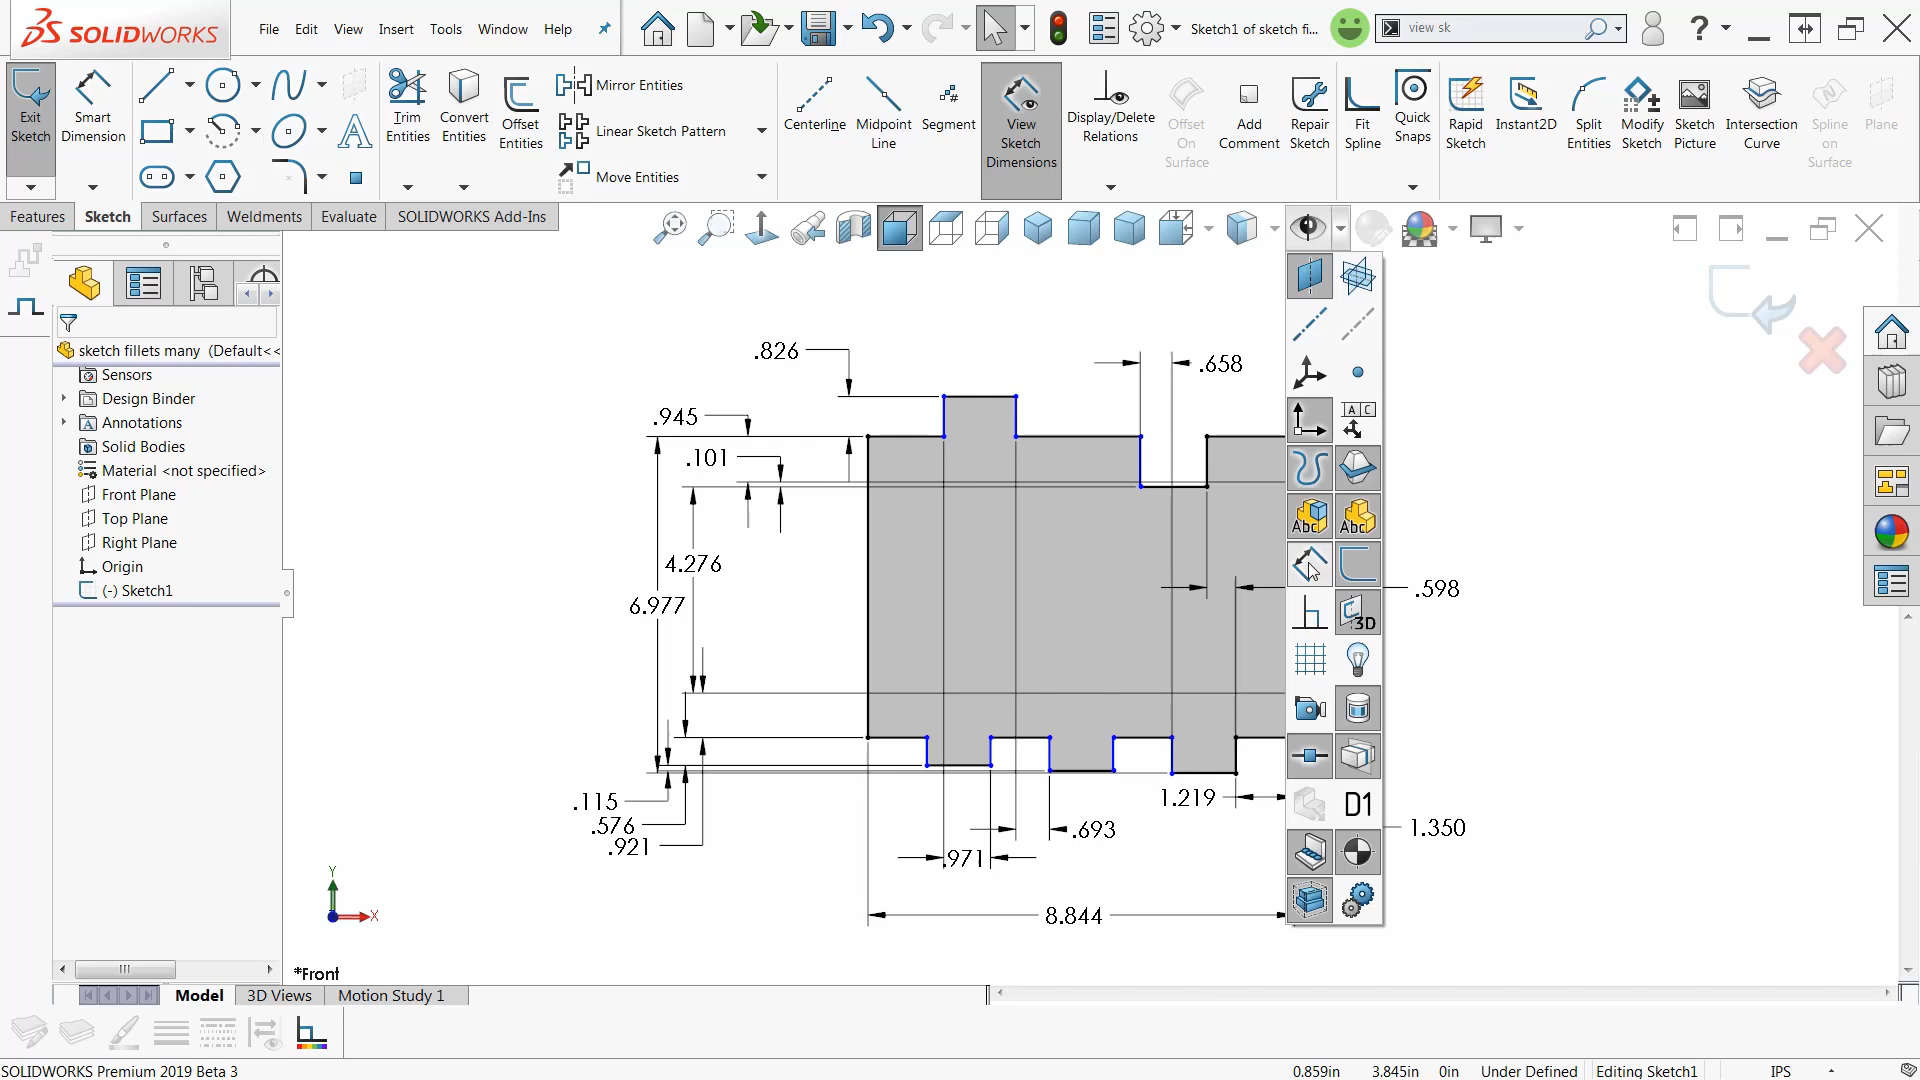 SOLIDWORKS
File Edit View Insert Tools Window Help
Sketch1 of sketch fi...
view sk
Exit Sketch
Smart Dimension
Trim Entities
Convert Entities
Offset Entities
Mirror Entities
Linear Sketch Pattern
Move Entities
Centerline
Midpoint Line
Segment
View Sketch Dimensions
Display/Delete Relations
Offset On Surface
Add Comment
Repair Sketch
Fit Spline
Quick Snaps
Rapid Sketch
Instant2D
Split Entities
Modify Sketch
Sketch Picture
Intersection Curve
Spline on Surface
Plane
Features Sketch Surfaces Weldments Evaluate SOLIDWORKS Add-Ins
sketch fillets many (Default<<
Sensors
Design Binder
Annotations
Solid Bodies
Material <not specified>
Front Plane
Top Plane
Right Plane
Origin
(-) Sketch1
.826
.658
.945
.101
4.276
6.977
.598
.115
.576
.921
.971
.693
1.219
1.350
8.844
A C
Abc Abc
3D
D1
Y
X
*Front
Model 3D Views Motion Study 1
SOLIDWORKS Premium 2019 Beta 3
0.859in 3.845in 0in Under Defined Editing Sketch1 IPS